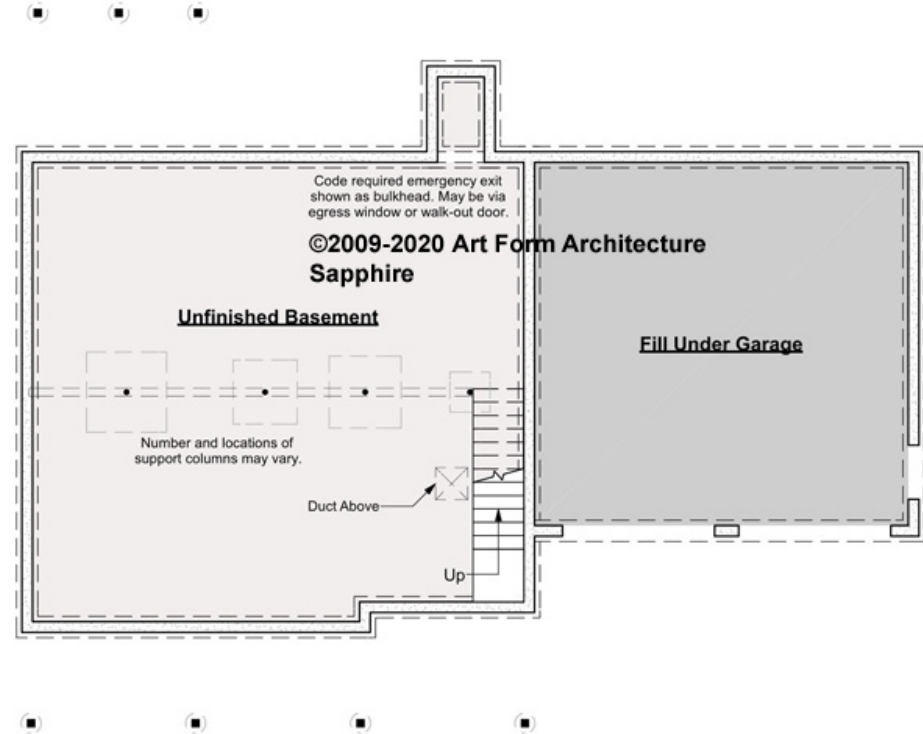 Code required emergency exit
shown as bulkhead. May be via
egress window or walk-out door.
©2009-2020 Art Form Architecture
Sapphire
Unfinished Basement
Fill Under Garage
Number and locations of
support columns may vary.
Duct Above
Up